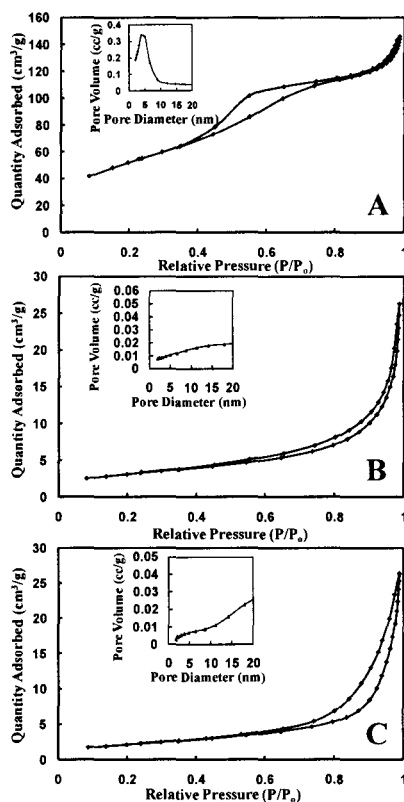 Quantity Adsorbed (cm³/g)
160
140
120
100
80
60
40
20
0
Pore Volume (cc/g)
0.4
0.3
0.2
0.1
0
0 5 10 15 20
Pore Diameter (nm)
A
0 0.2 0.4 0.6 0.8 1
Relative Pressure (P/Pₒ)
Quantity Adsorbed (cm³/g)
30
25
20
15
10
5
0
Pore Volume (cc/g)
0.06
0.05
0.04
0.03
0.02
0.01
0
0 5 10 15 20
Pore Diameter (nm)
B
0 0.2 0.4 0.6 0.8 1
Relative Pressure (P/Pₒ)
Quantity Adsorbed (cm³/g)
30
25
20
15
10
5
0
Pore Volume (cc/g)
0.05
0.04
0.03
0.02
0.01
0
0 5 10 15 20
Pore Diameter (nm)
C
0 0.2 0.4 0.6 0.8 1
Relative Pressure (P/Pₒ)